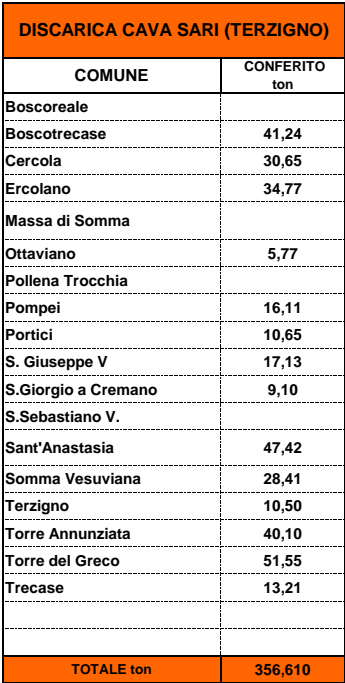 DISCARICA CAVA SARI (TERZIGNO)
COMUNE CONFERITO ton
Boscoreale
Boscotrecase 41,24
Cercola 30,65
Ercolano 34,77
Massa di Somma
Ottaviano 5,77
Pollena Trocchia
Pompei 16,11
Portici 10,65
S. Giuseppe V 17,13
S.Giorgio a Cremano 9,10
S.Sebastiano V.
Sant'Anastasia 47,42
Somma Vesuviana 28,41
Terzigno 10,50
Torre Annunziata 40,10
Torre del Greco 51,55
Trecase 13,21
TOTALE ton 356,610